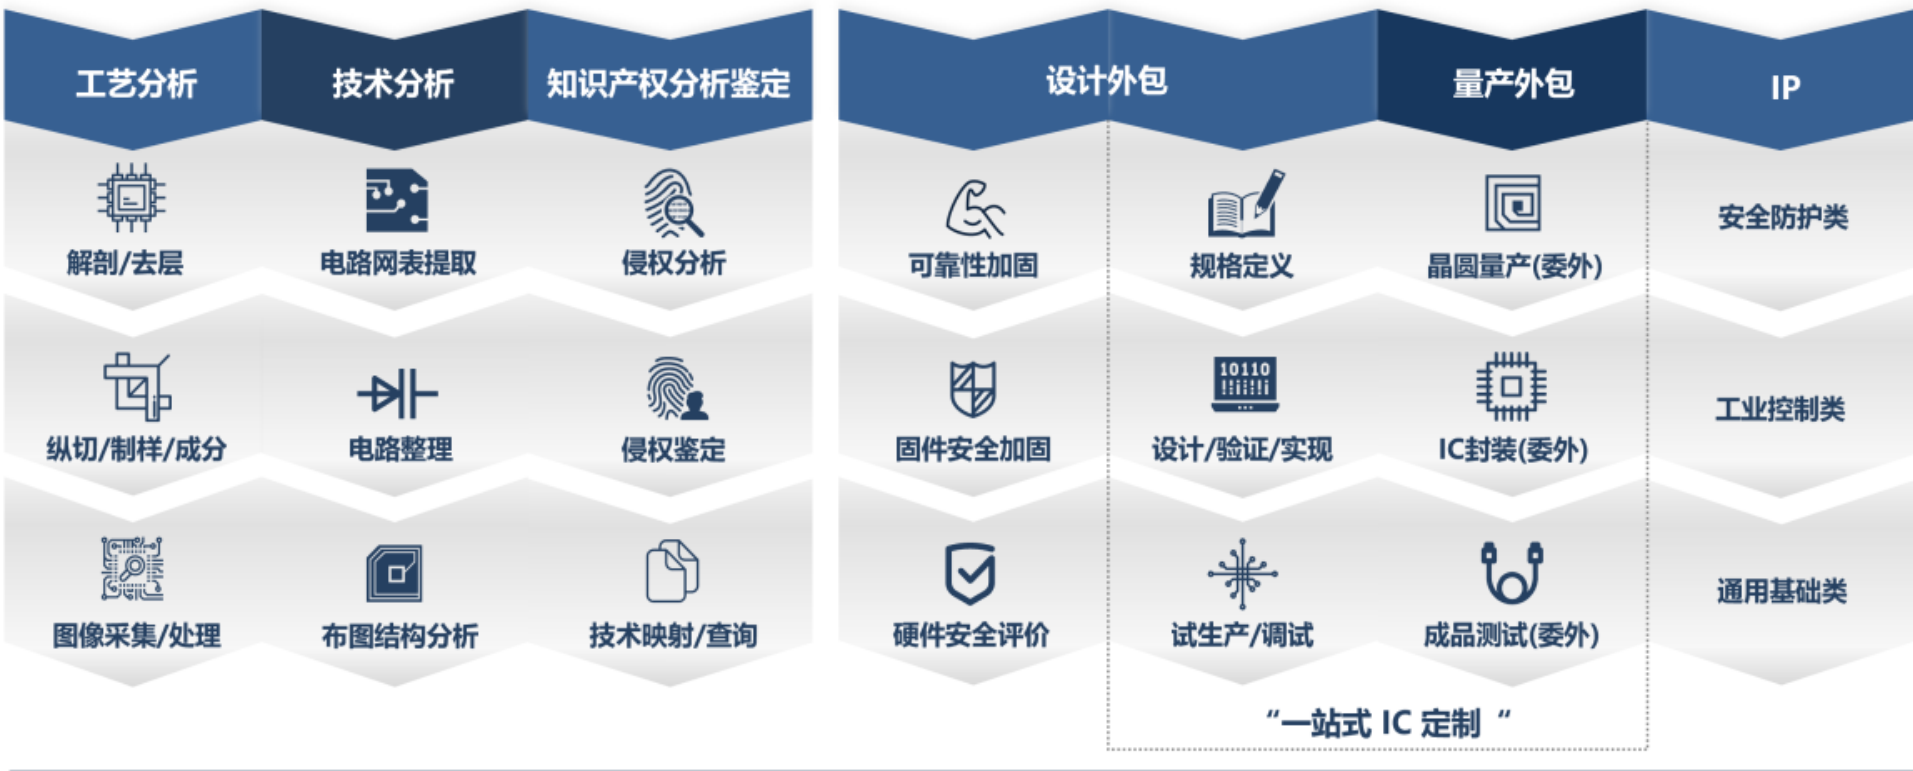 工艺分析
技术分析
知识产权分析鉴定
设计外包
量产外包
IP
解剖/去层
电路网表提取
侵权分析
可靠性加固
规格定义
晶圆量产(委外)
安全防护类
10110
纵切/制样/成分
电路整理
侵权鉴定
固件安全加固
设计/验证/实现
IC封装(委外)
工业控制类
图像采集/处理
布图结构分析
技术映射/查询
硬件安全评价
试生产/调试
成品测试(委外)
通用基础类
“一站式 IC 定制 “